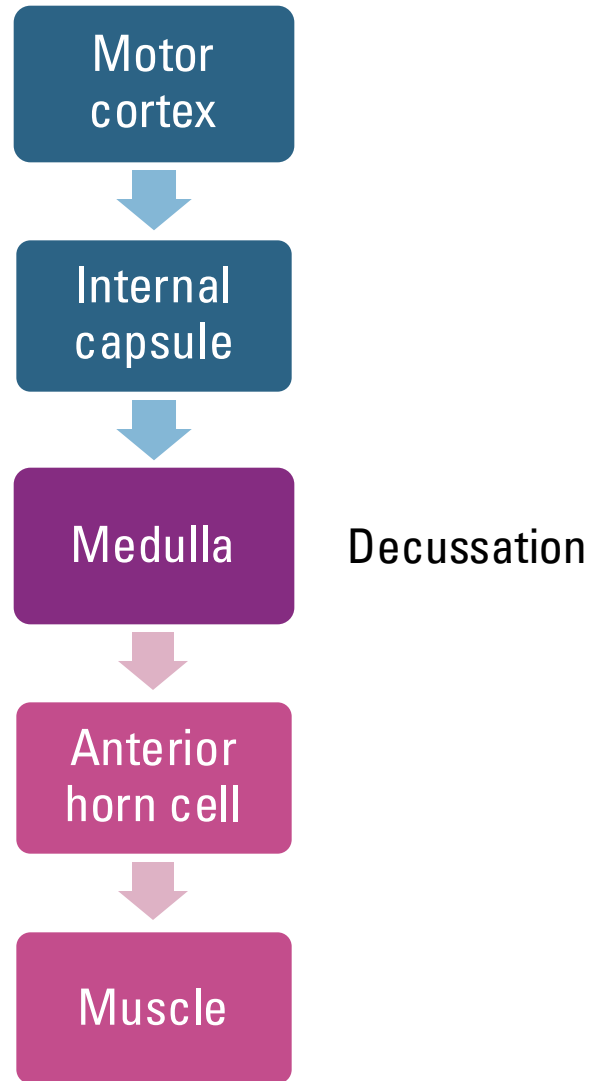 Motor
cortex
Internal
capsule
Medulla
Decussation
Anterior
horn cell
Muscle